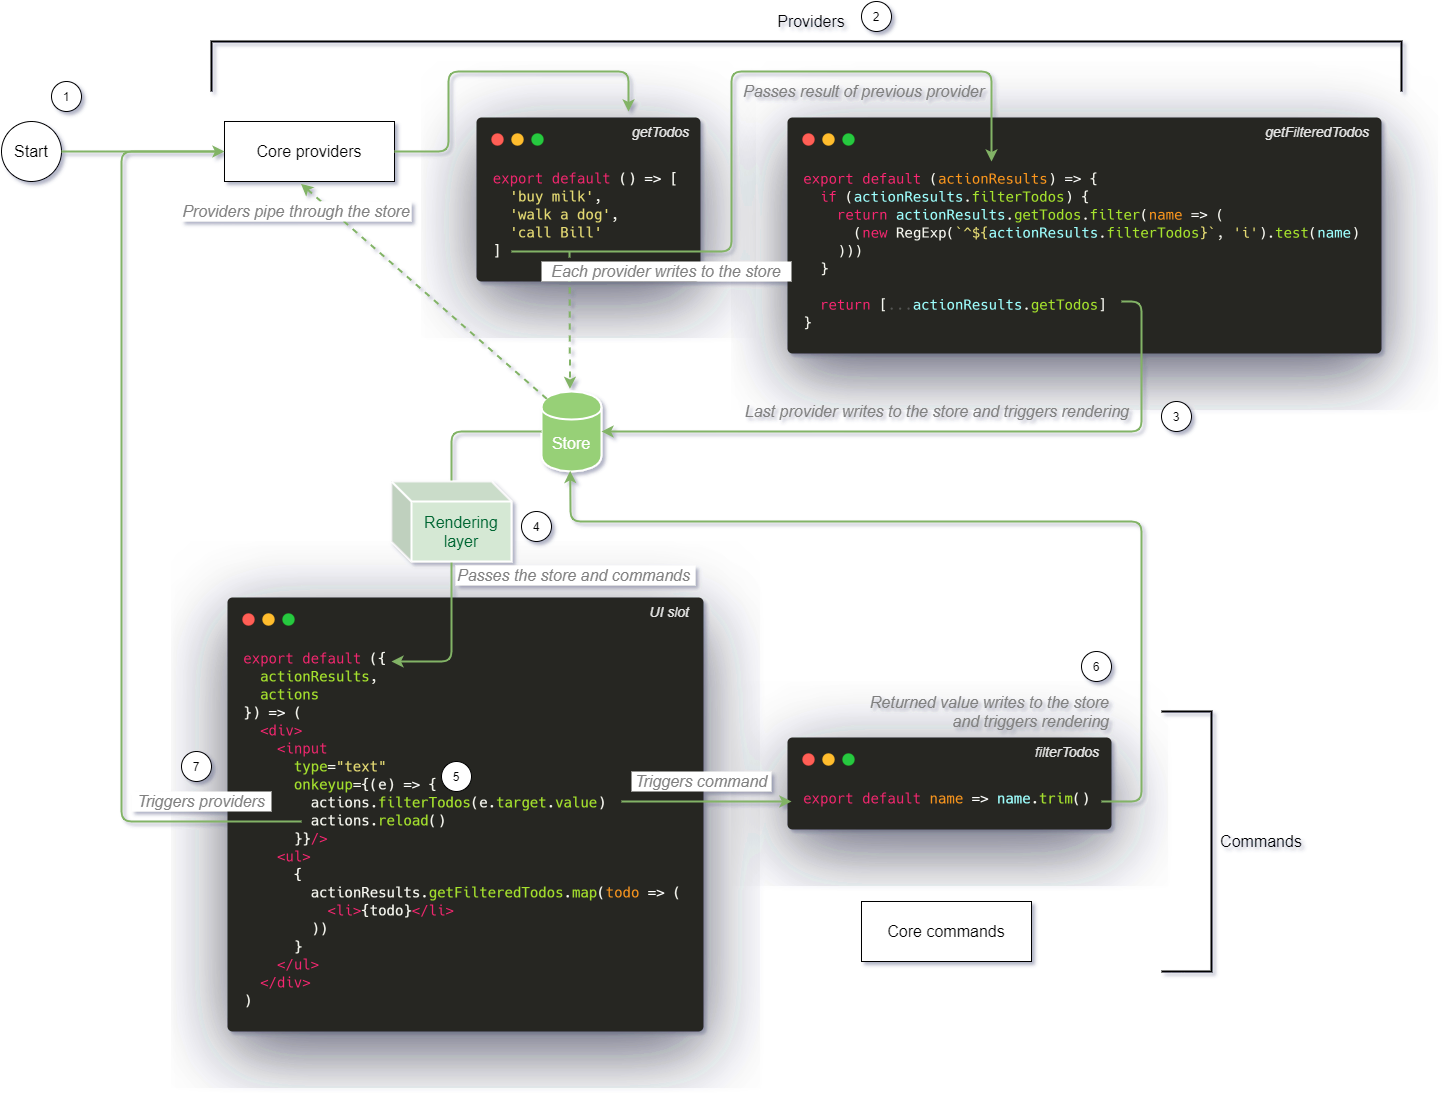 Providers
2
1
Start
Core providers
Providers pipe through the store
getTodos
export default () => [
'buy milk',
'walk a dog',
'call Bill'
]
Each provider writes to the store
Passes result of previous provider
getFilteredTodos
export default (actionResults) => {
if (actionResults.filterTodos) {
return actionResults.getTodos.filter(name => (
(new RegExp(`^${actionResults.filterTodos}`, 'i').test(name)
)))
}
return [...actionResults.getTodos]
}
Last provider writes to the store and triggers rendering
3
Store
Rendering
layer
4
Passes the store and commands
UI slot
export default ({
actionResults,
actions
}) => (
<div>
<input
type="text"
onkeyup={(e) => {
actions.filterTodos(e.target.value)
actions.reload()
}}/>
<ul>
{
actionResults.getFilteredTodos.map(todo => (
<li>{todo}</li>
))
}
</ul>
</div>
)
5
7
Triggers providers
Triggers command
6
Returned value writes to the store
and triggers rendering
filterTodos
export default name => name.trim()
Commands
Core commands